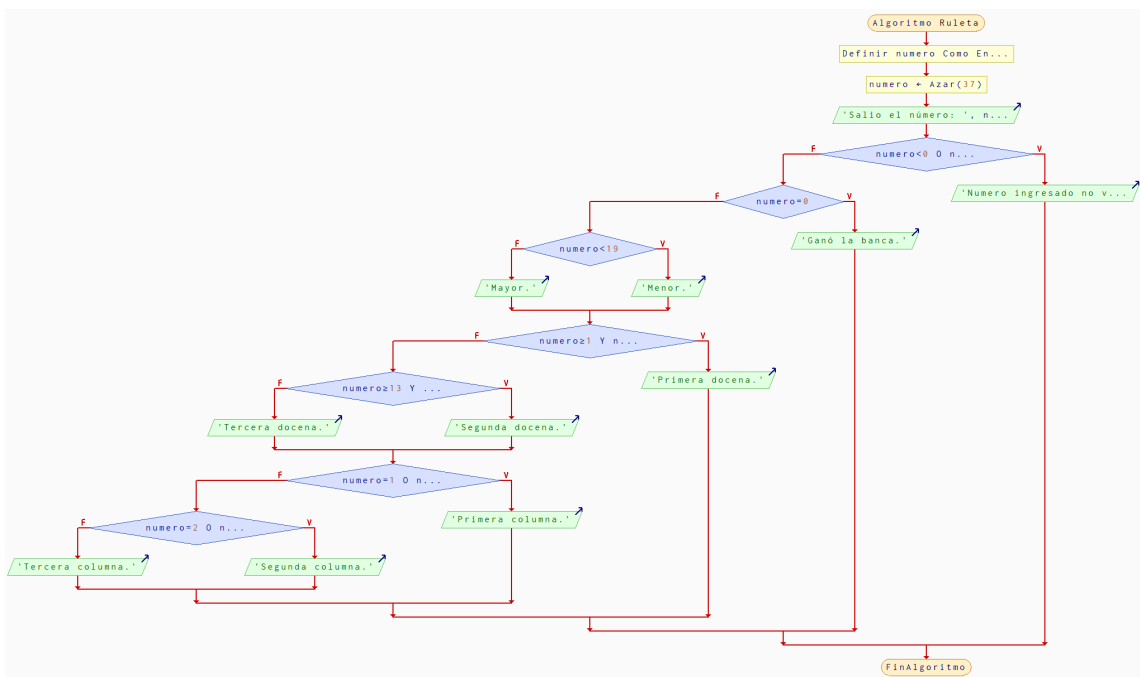 Algoritmo Ruleta
Definir numero Como En...
numero ← Azar(37)
'Salio el número: ', n...
numero<0 O n...
F
V
'Numero ingresado no v...
numero=0
F
V
'Ganó la banca.'
numero<19
F
V
'Mayor.'
'Menor.'
numero≥1 Y n...
F
V
'Primera docena.'
numero≥13 Y ...
F
V
'Tercera docena.'
'Segunda docena.'
numero=1 O n...
F
V
'Primera columna.'
numero=2 O n...
F
V
'Tercera columna.'
'Segunda columna.'
FinAlgoritmo